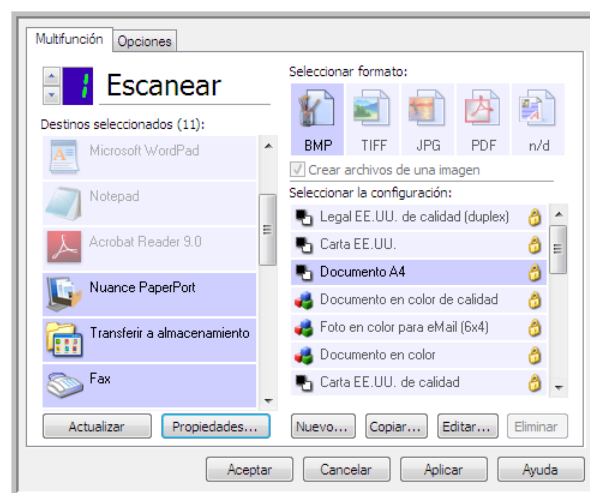 Multifunción
Opciones
1
Escanear
Destinos seleccionados (11):
Microsoft WordPad
Notepad
Acrobat Reader 9.0
Nuance PaperPort
Transferir a almacenamiento
Fax
Actualizar
Propiedades...
Seleccionar formato:
BMP
TIFF
JPG
PDF
n/d
Crear archivos de una imagen
Seleccionar la configuración:
Legal EE.UU. de calidad (duplex)
Carta EE.UU.
Documento A4
Documento en color de calidad
Foto en color para eMail (6x4)
Documento en color
Carta EE.UU. de calidad
Nuevo...
Copiar...
Editar...
Eliminar
Aceptar
Cancelar
Aplicar
Ayuda